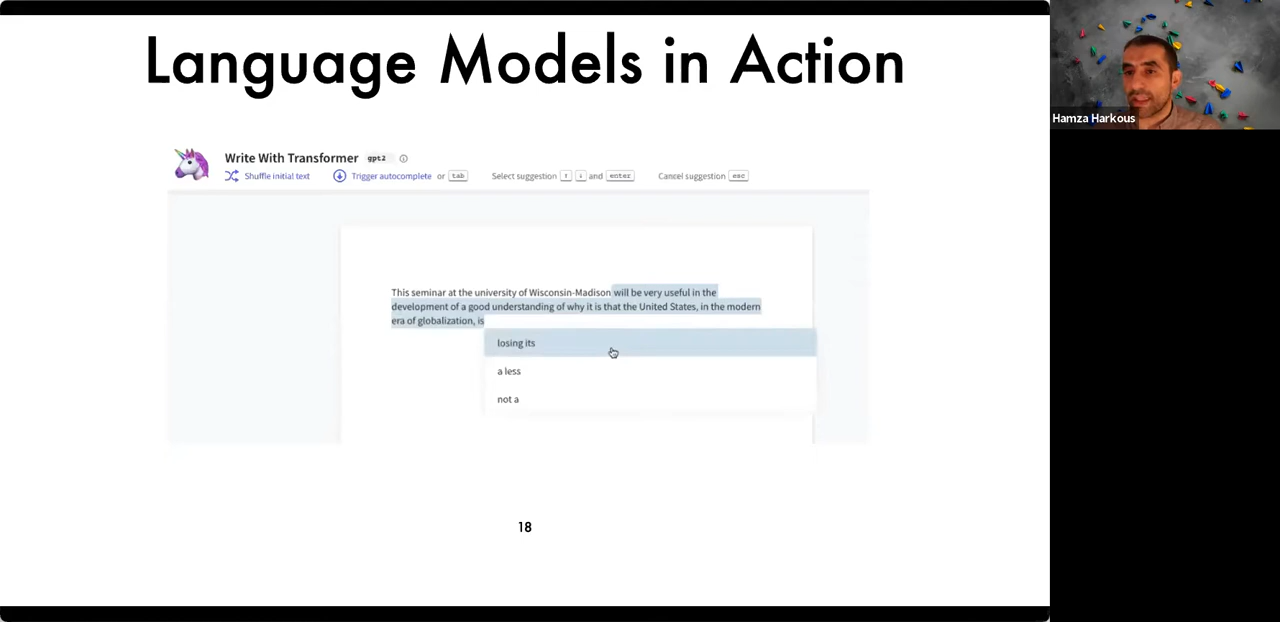 Language Models in Action
Hamza Harkous
Write With Transformer gpt2
Shuffle initial text Trigger autocomplete or tab Select suggestion ↑ ↓ and enter Cancel suggestion esc
This seminar at the university of Wisconsin-Madison will be very useful in the
development of a good understanding of why it is that the United States, in the modern
era of globalization, is
losing its
a less
not a
18